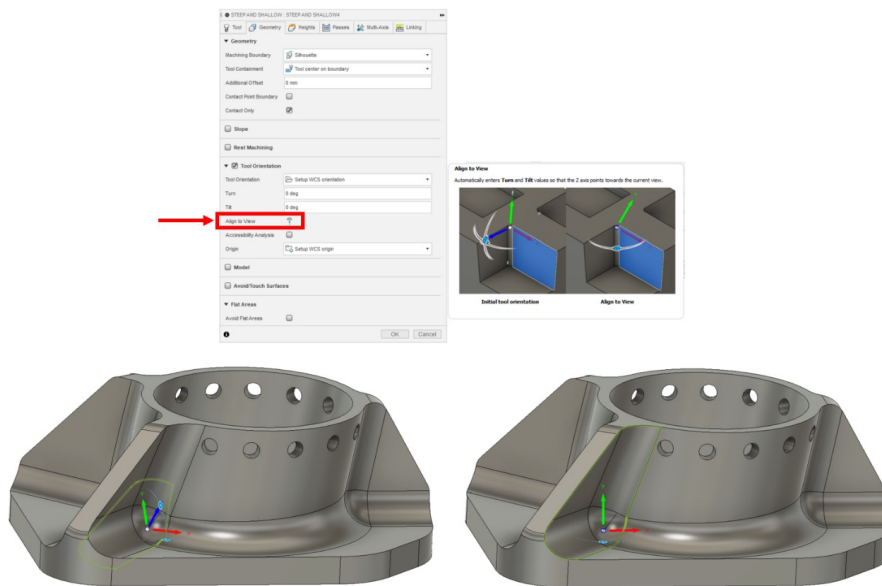 STEEP AND SHALLOW : STEEP AND SHALLOW4
Tool Geometry Heights Passes Multi-Axis Linking
Geometry
Machining Boundary Silhouette
Tool Containment Tool center on boundary
Additional Offset 0 mm
Contact Point Boundary
Contact Only
Slope
Rest Machining
Tool Orientation
Tool Orientation Setup WCS orientation
Turn 0 deg
Tilt 0 deg
Align to View
Accessibility Analysis
Origin Setup WCS origin
Model
Avoid/Touch Surfaces
Flat Areas
Avoid Flat Areas
OK Cancel
Align to View
Automatically enters Turn and Tilt values so that the Z axis points towards the current view.
Initial tool orientation Align to View